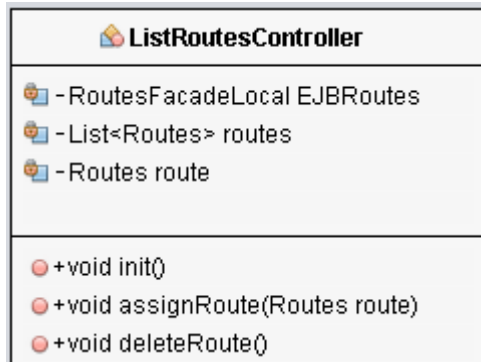 ListRoutesController
-RoutesFacadeLocal EJBRoutes
-List<Routes> routes
-Routes route
+void init()
+void assignRoute(Routes route)
+void deleteRoute()